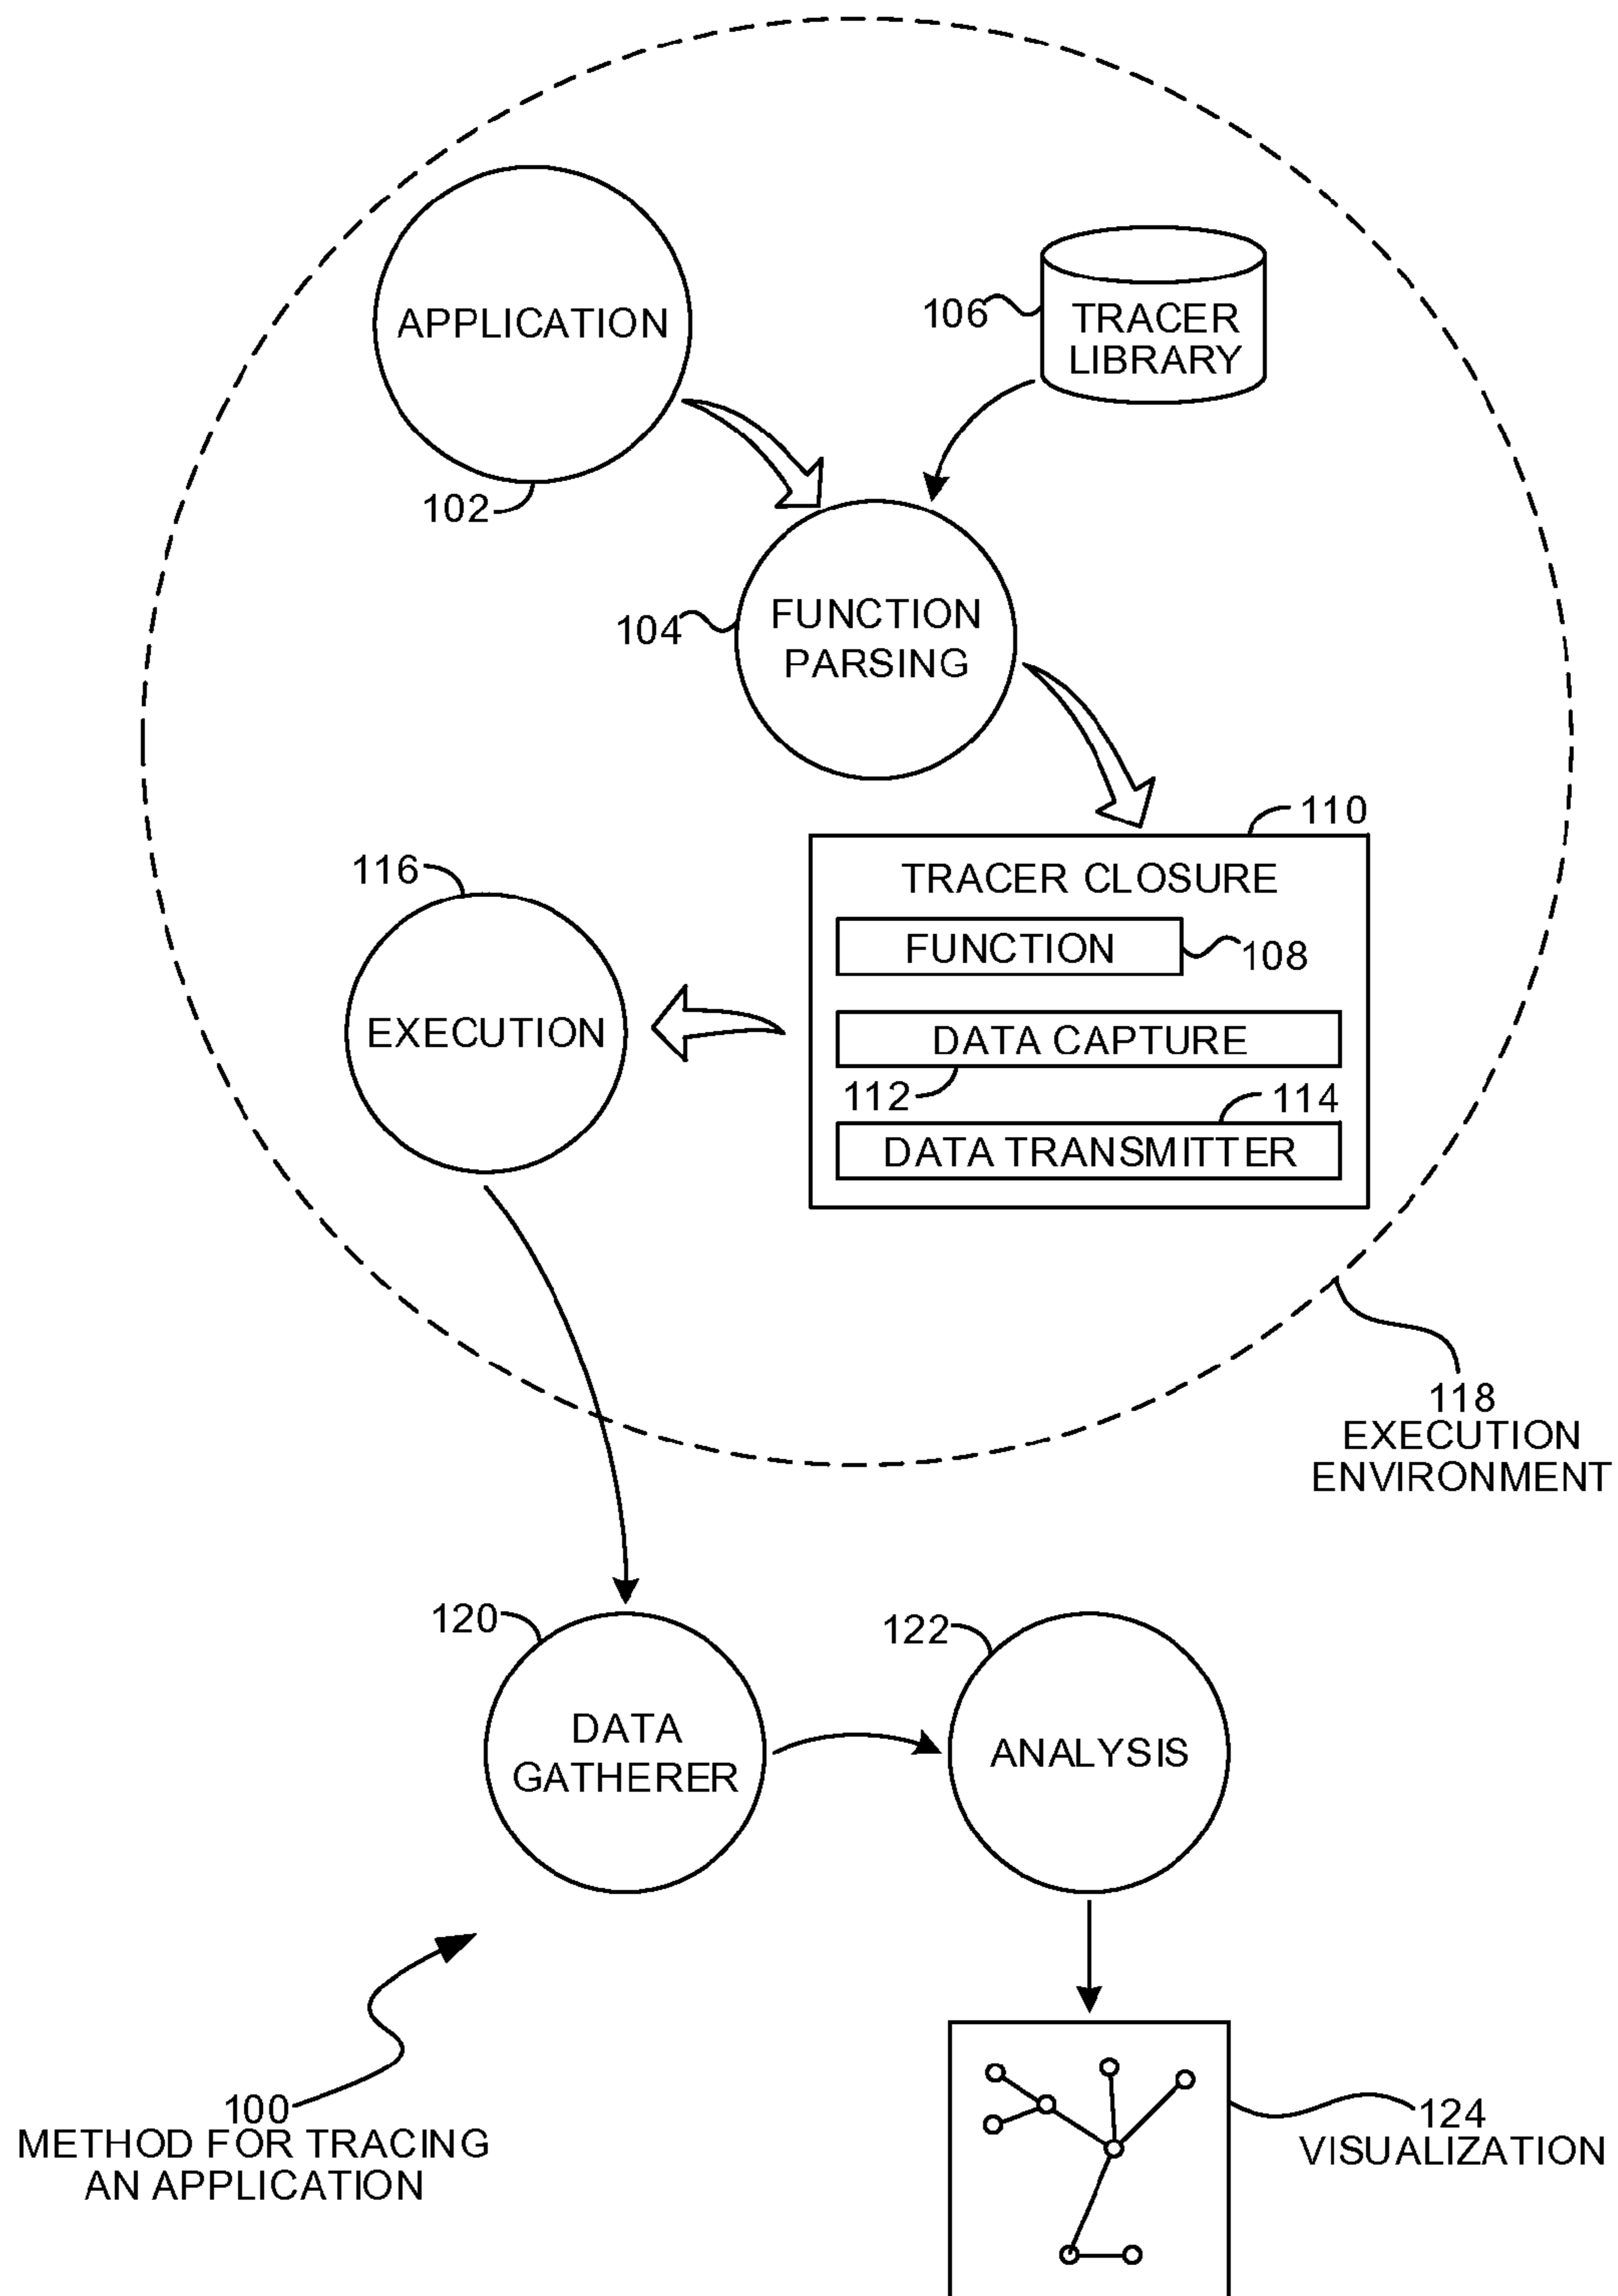 APPLICATION
102
106
TRACER
LIBRARY
104
FUNCTION
PARSING
110
TRACER CLOSURE
FUNCTION
108
DATA CAPTURE
112
114
DATA TRANSMITTER
116
EXECUTION
118
EXECUTION
ENVIRONMENT
120
DATA
GATHERER
122
ANALYSIS
100
METHOD FOR TRACING
AN APPLICATION
124
VISUALIZATION